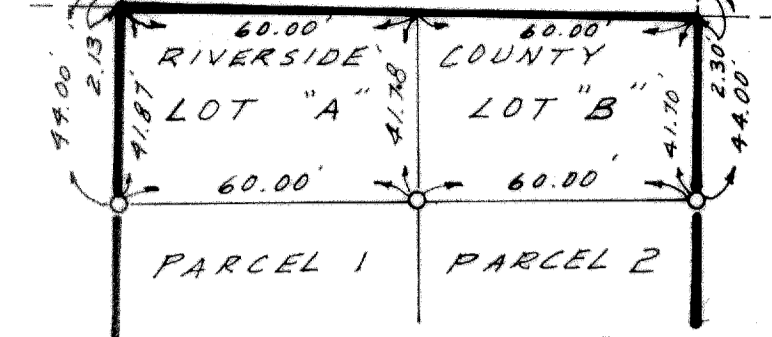 60.00' 60.00'
RIVERSIDE COUNTY
44.00' 2.13' 41.87' LOT "A" 41.78 LOT "B" 41.70' 2.30' 44.00'
60.00' 60.00'
PARCEL 1 PARCEL 2